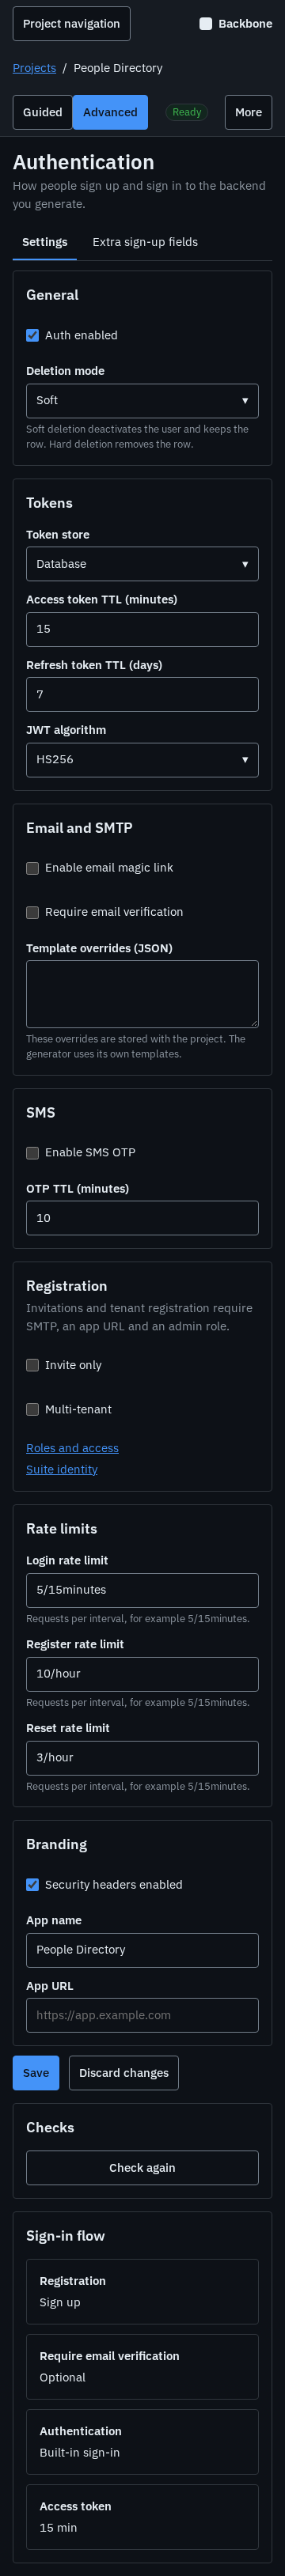 Project navigation
Backbone
Projects / People Directory
Guided
Advanced
Ready
More
Authentication
How people sign up and sign in to the backend
you generate.
Settings
Extra sign-up fields
General
Auth enabled
Deletion mode
Soft
Soft deletion deactivates the user and keeps the
row. Hard deletion removes the row.
Tokens
Token store
Database
Access token TTL (minutes)
15
Refresh token TTL (days)
7
JWT algorithm
HS256
Email and SMTP
Enable email magic link
Require email verification
Template overrides (JSON)
These overrides are stored with the project. The
generator uses its own templates.
SMS
Enable SMS OTP
OTP TTL (minutes)
10
Registration
Invitations and tenant registration require
SMTP, an app URL and an admin role.
Invite only
Multi-tenant
Roles and access
Suite identity
Rate limits
Login rate limit
5/15minutes
Requests per interval, for example 5/15minutes.
Register rate limit
10/hour
Requests per interval, for example 5/15minutes.
Reset rate limit
3/hour
Requests per interval, for example 5/15minutes.
Branding
Security headers enabled
App name
People Directory
App URL
https://app.example.com
Save
Discard changes
Checks
Check again
Sign-in flow
Registration
Sign up
Require email verification
Optional
Authentication
Built-in sign-in
Access token
15 min